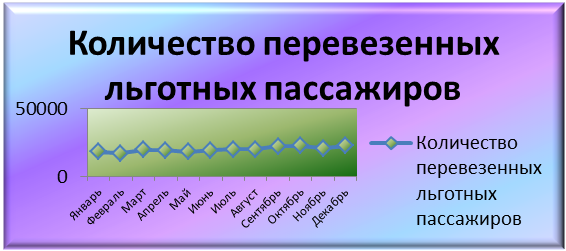 Количество перевезенных
льготных пассажиров
50000
0
Январь
Февраль
Март
Апрель
Май
Июнь
Июль
Август
Сентябрь
Октябрь
Ноябрь
Декабрь
Количество
перевезенных
льготных
пассажиров